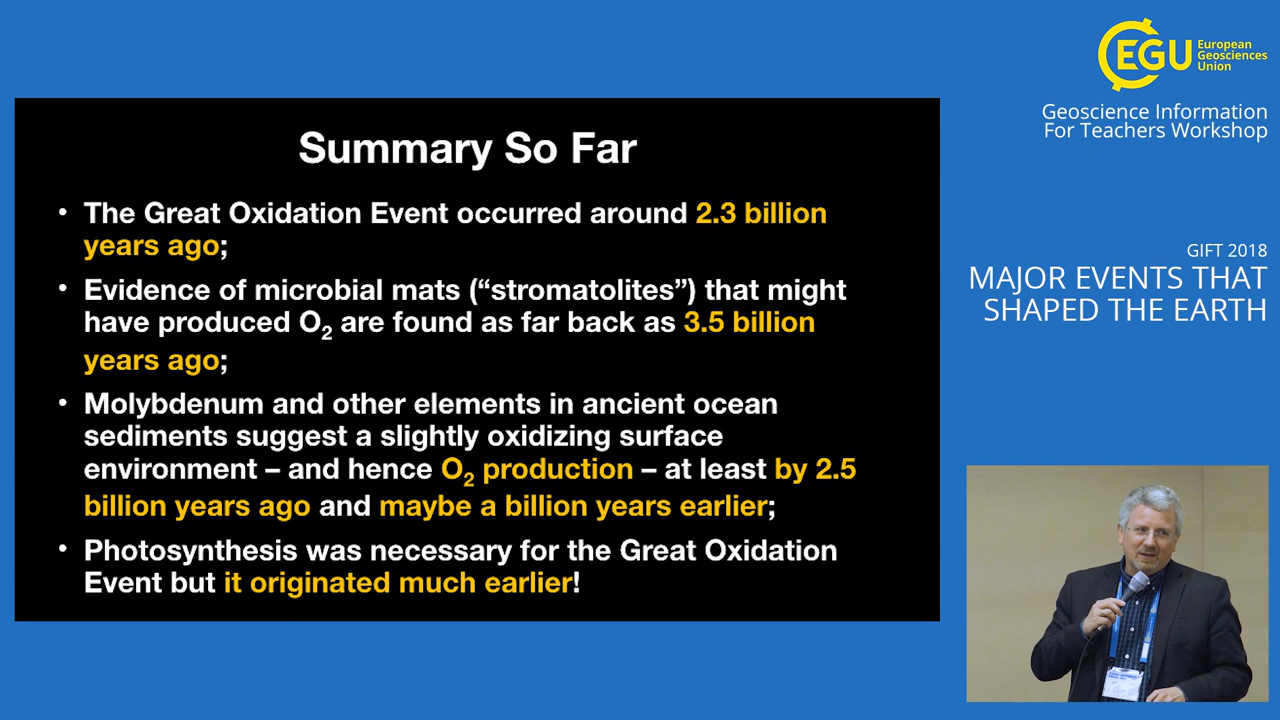 Summary So Far
• The Great Oxidation Event occurred around 2.3 billion
years ago;
• Evidence of microbial mats (“stromatolites”) that might
have produced O2 are found as far back as 3.5 billion
years ago;
• Molybdenum and other elements in ancient ocean
sediments suggest a slightly oxidizing surface
environment – and hence O2 production – at least by 2.5
billion years ago and maybe a billion years earlier;
• Photosynthesis was necessary for the Great Oxidation
Event but it originated much earlier!
EGU
European
Geosciences
Union
Geoscience Information
For Teachers Workshop
GIFT 2018
MAJOR EVENTS THAT
SHAPED THE EARTH